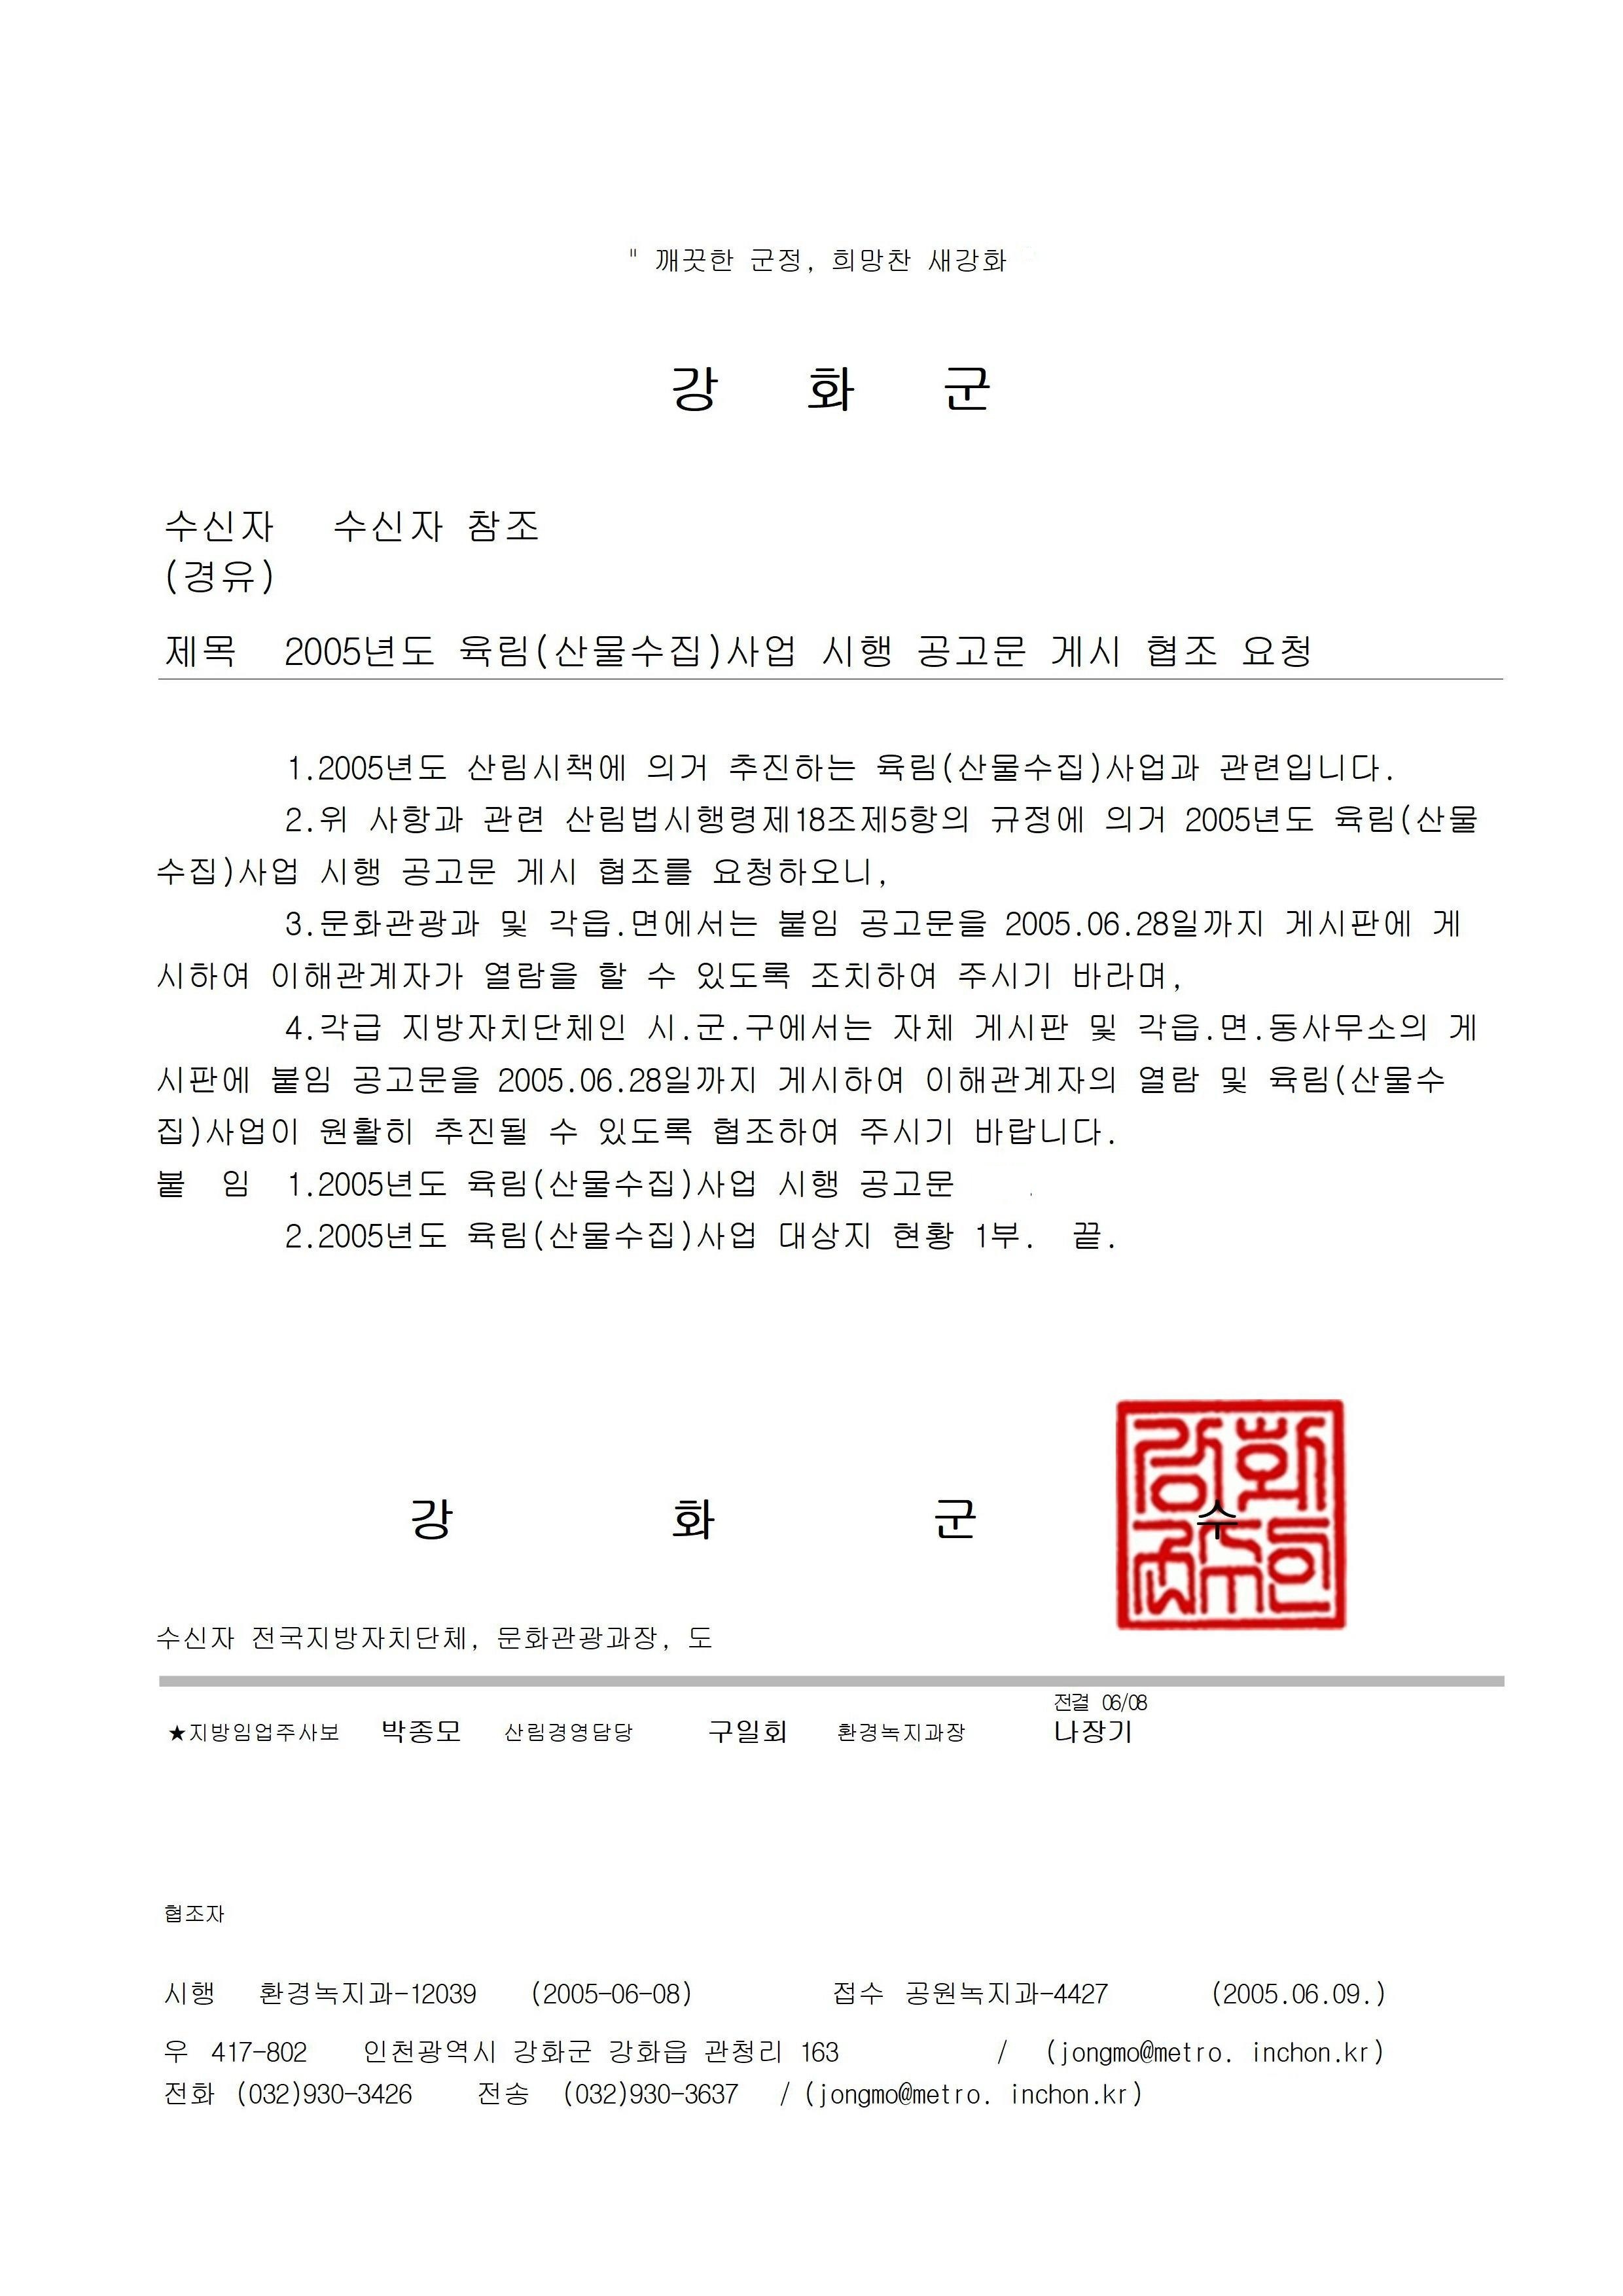 " 깨끗한 군정, 희망찬 새강화
강 화 군
수신자 수신자 참조
(경유)
제목 2005년도 육림(산물수집)사업 시행 공고문 게시 협조 요청
1.2005년도 산림시책에 의거 추진하는 육림(산물수집)사업과 관련입니다.
2.위 사항과 관련 산림법시행령제18조제5항의 규정에 의거 2005년도 육림(산물
수집)사업 시행 공고문 게시 협조를 요청하오니,
3.문화관광과 및 각읍.면에서는 붙임 공고문을 2005.06.28일까지 게시판에 게
시하여 이해관계자가 열람을 할 수 있도록 조치하여 주시기 바라며,
4.각급 지방자치단체인 시.군.구에서는 자체 게시판 및 각읍.면.동사무소의 게
시판에 붙임 공고문을 2005.06.28일까지 게시하여 이해관계자의 열람 및 육림(산물수
집)사업이 원활히 추진될 수 있도록 협조하여 주시기 바랍니다.
붙 임 1.2005년도 육림(산물수집)사업 시행 공고문
2.2005년도 육림(산물수집)사업 대상지 현황 1부. 끝.
강 화 군 수
강화군수
수신자 전국지방자치단체, 문화관광과장, 도
전결 06/08
★지방임업주사보 박종모 산림경영담당 구일회 환경녹지과장 나장기
협조자
시행 환경녹지과-12039 (2005-06-08) 접수 공원녹지과-4427 (2005.06.09.)
우 417-802 인천광역시 강화군 강화읍 관청리 163 / (jongmo@metro. inchon.kr)
전화 (032)930-3426 전송 (032)930-3637 / (jongmo@metro. inchon.kr)